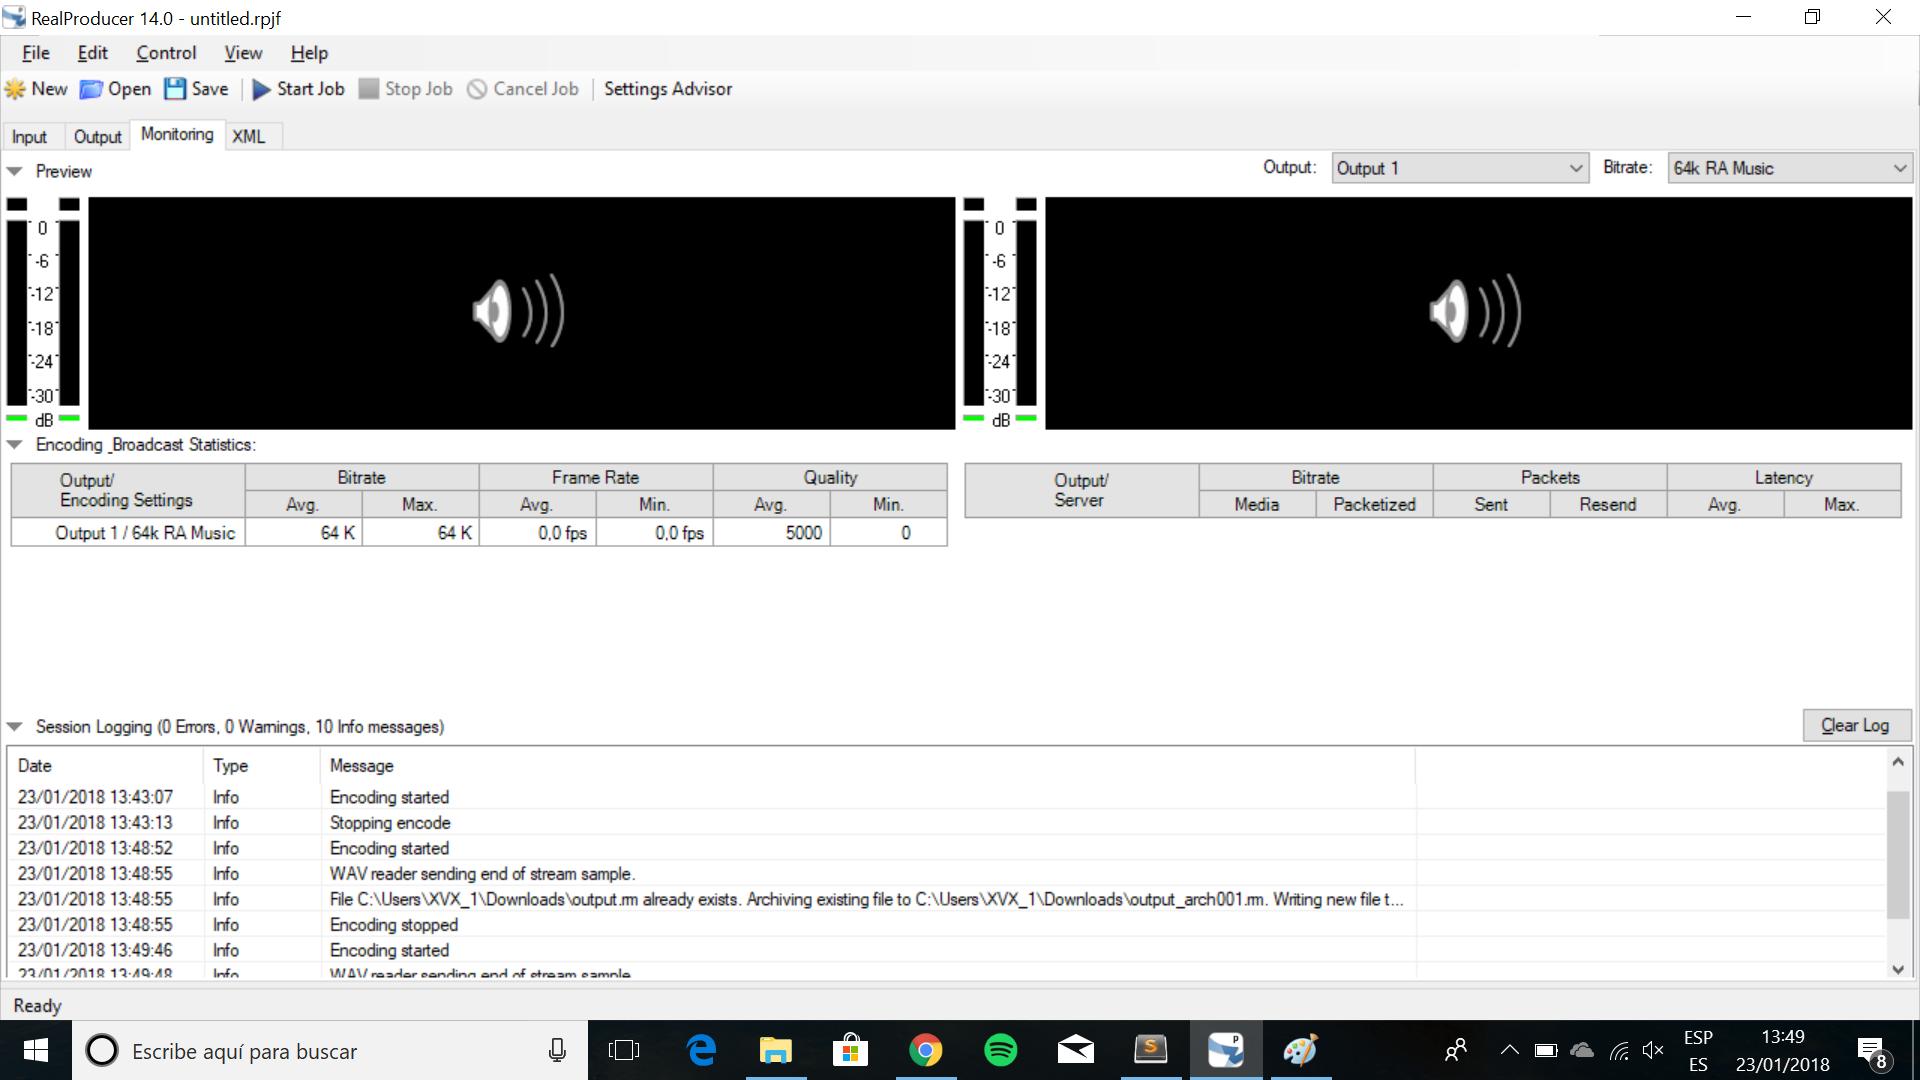 RealProducer 14.0 - untitled.rpjf
File Edit Control View Help
New Open Save Start Job Stop Job Cancel Job Settings Advisor
Input Output Monitoring XML
Preview Output: Output 1 Bitrate: 64k RA Music
0 0
-6 -6
-12 -12
-18 -18
-24 -24
-30 -30
dB dB
Encoding _Broadcast Statistics:
Output/ Bitrate Frame Rate Quality Output/ Bitrate Packets Latency
Encoding Settings Avg. Max. Avg. Min. Avg. Min. Server Media Packetized Sent Resend Avg. Max.
Output 1 / 64k RA Music 64 K 64 K 0,0 fps 0,0 fps 5000 0
Session Logging (0 Errors, 0 Warnings, 10 Info messages) Clear Log
Date Type Message
23/01/2018 13:43:07 Info Encoding started
23/01/2018 13:43:13 Info Stopping encode
23/01/2018 13:48:52 Info Encoding started
23/01/2018 13:48:55 Info WAV reader sending end of stream sample.
23/01/2018 13:48:55 Info File C:\Users\XVX_1\Downloads\output.rm already exists. Archiving existing file to C:\Users\XVX_1\Downloads\output_arch001.rm. Writing new file t...
23/01/2018 13:48:55 Info Encoding stopped
23/01/2018 13:49:46 Info Encoding started
23/01/2018 13:49:48 Info WAV reader sending end of stream sample.
Ready
Escribe aquí para buscar S P ESP 13:49
ES 23/01/2018 8